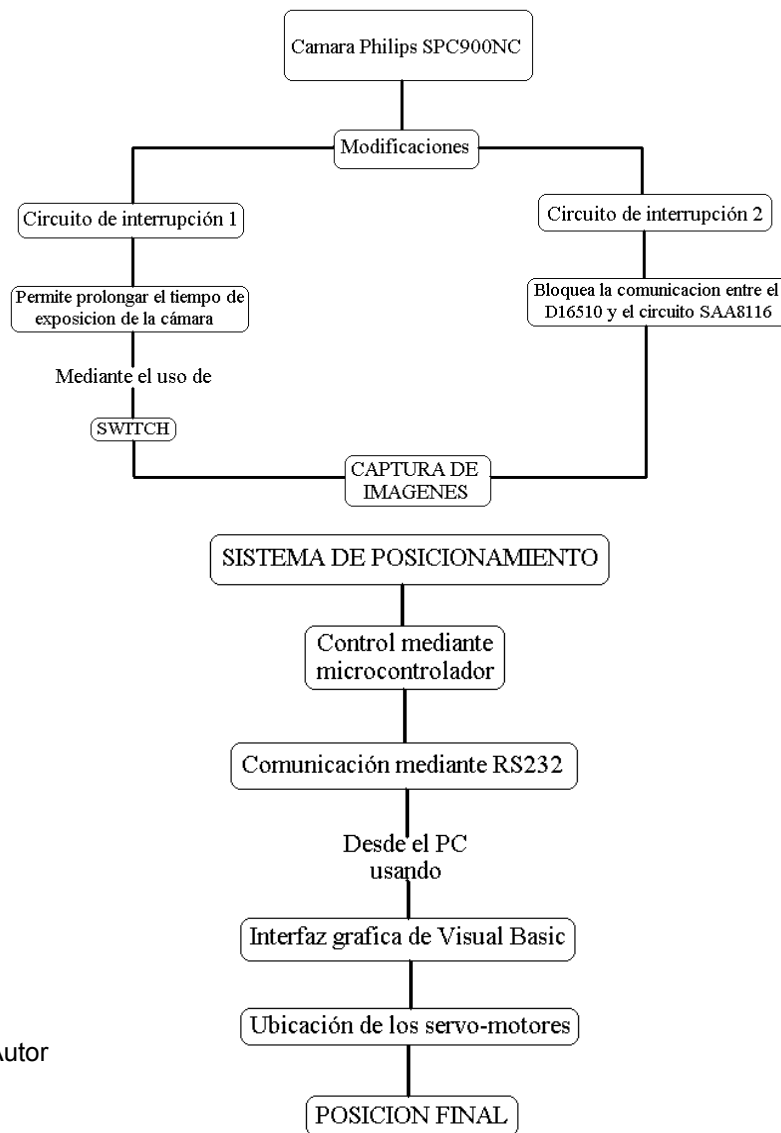 Camara Philips SPC900NC
Modificaciones
Circuito de interrupción 1
Circuito de interrupción 2
Permite prolongar el tiempo de
exposicion de la cámara
Bloquea la comunicacion entre el
D16510 y el circuito SAA8116
Mediante el uso de
SWITCH
CAPTURA DE
IMAGENES
SISTEMA DE POSICIONAMIENTO
Control mediante
microcontrolador
Comunicación mediante RS232
Desde el PC
usando
Interfaz grafica de Visual Basic
Ubicación de los servo-motores
Autor
POSICION FINAL